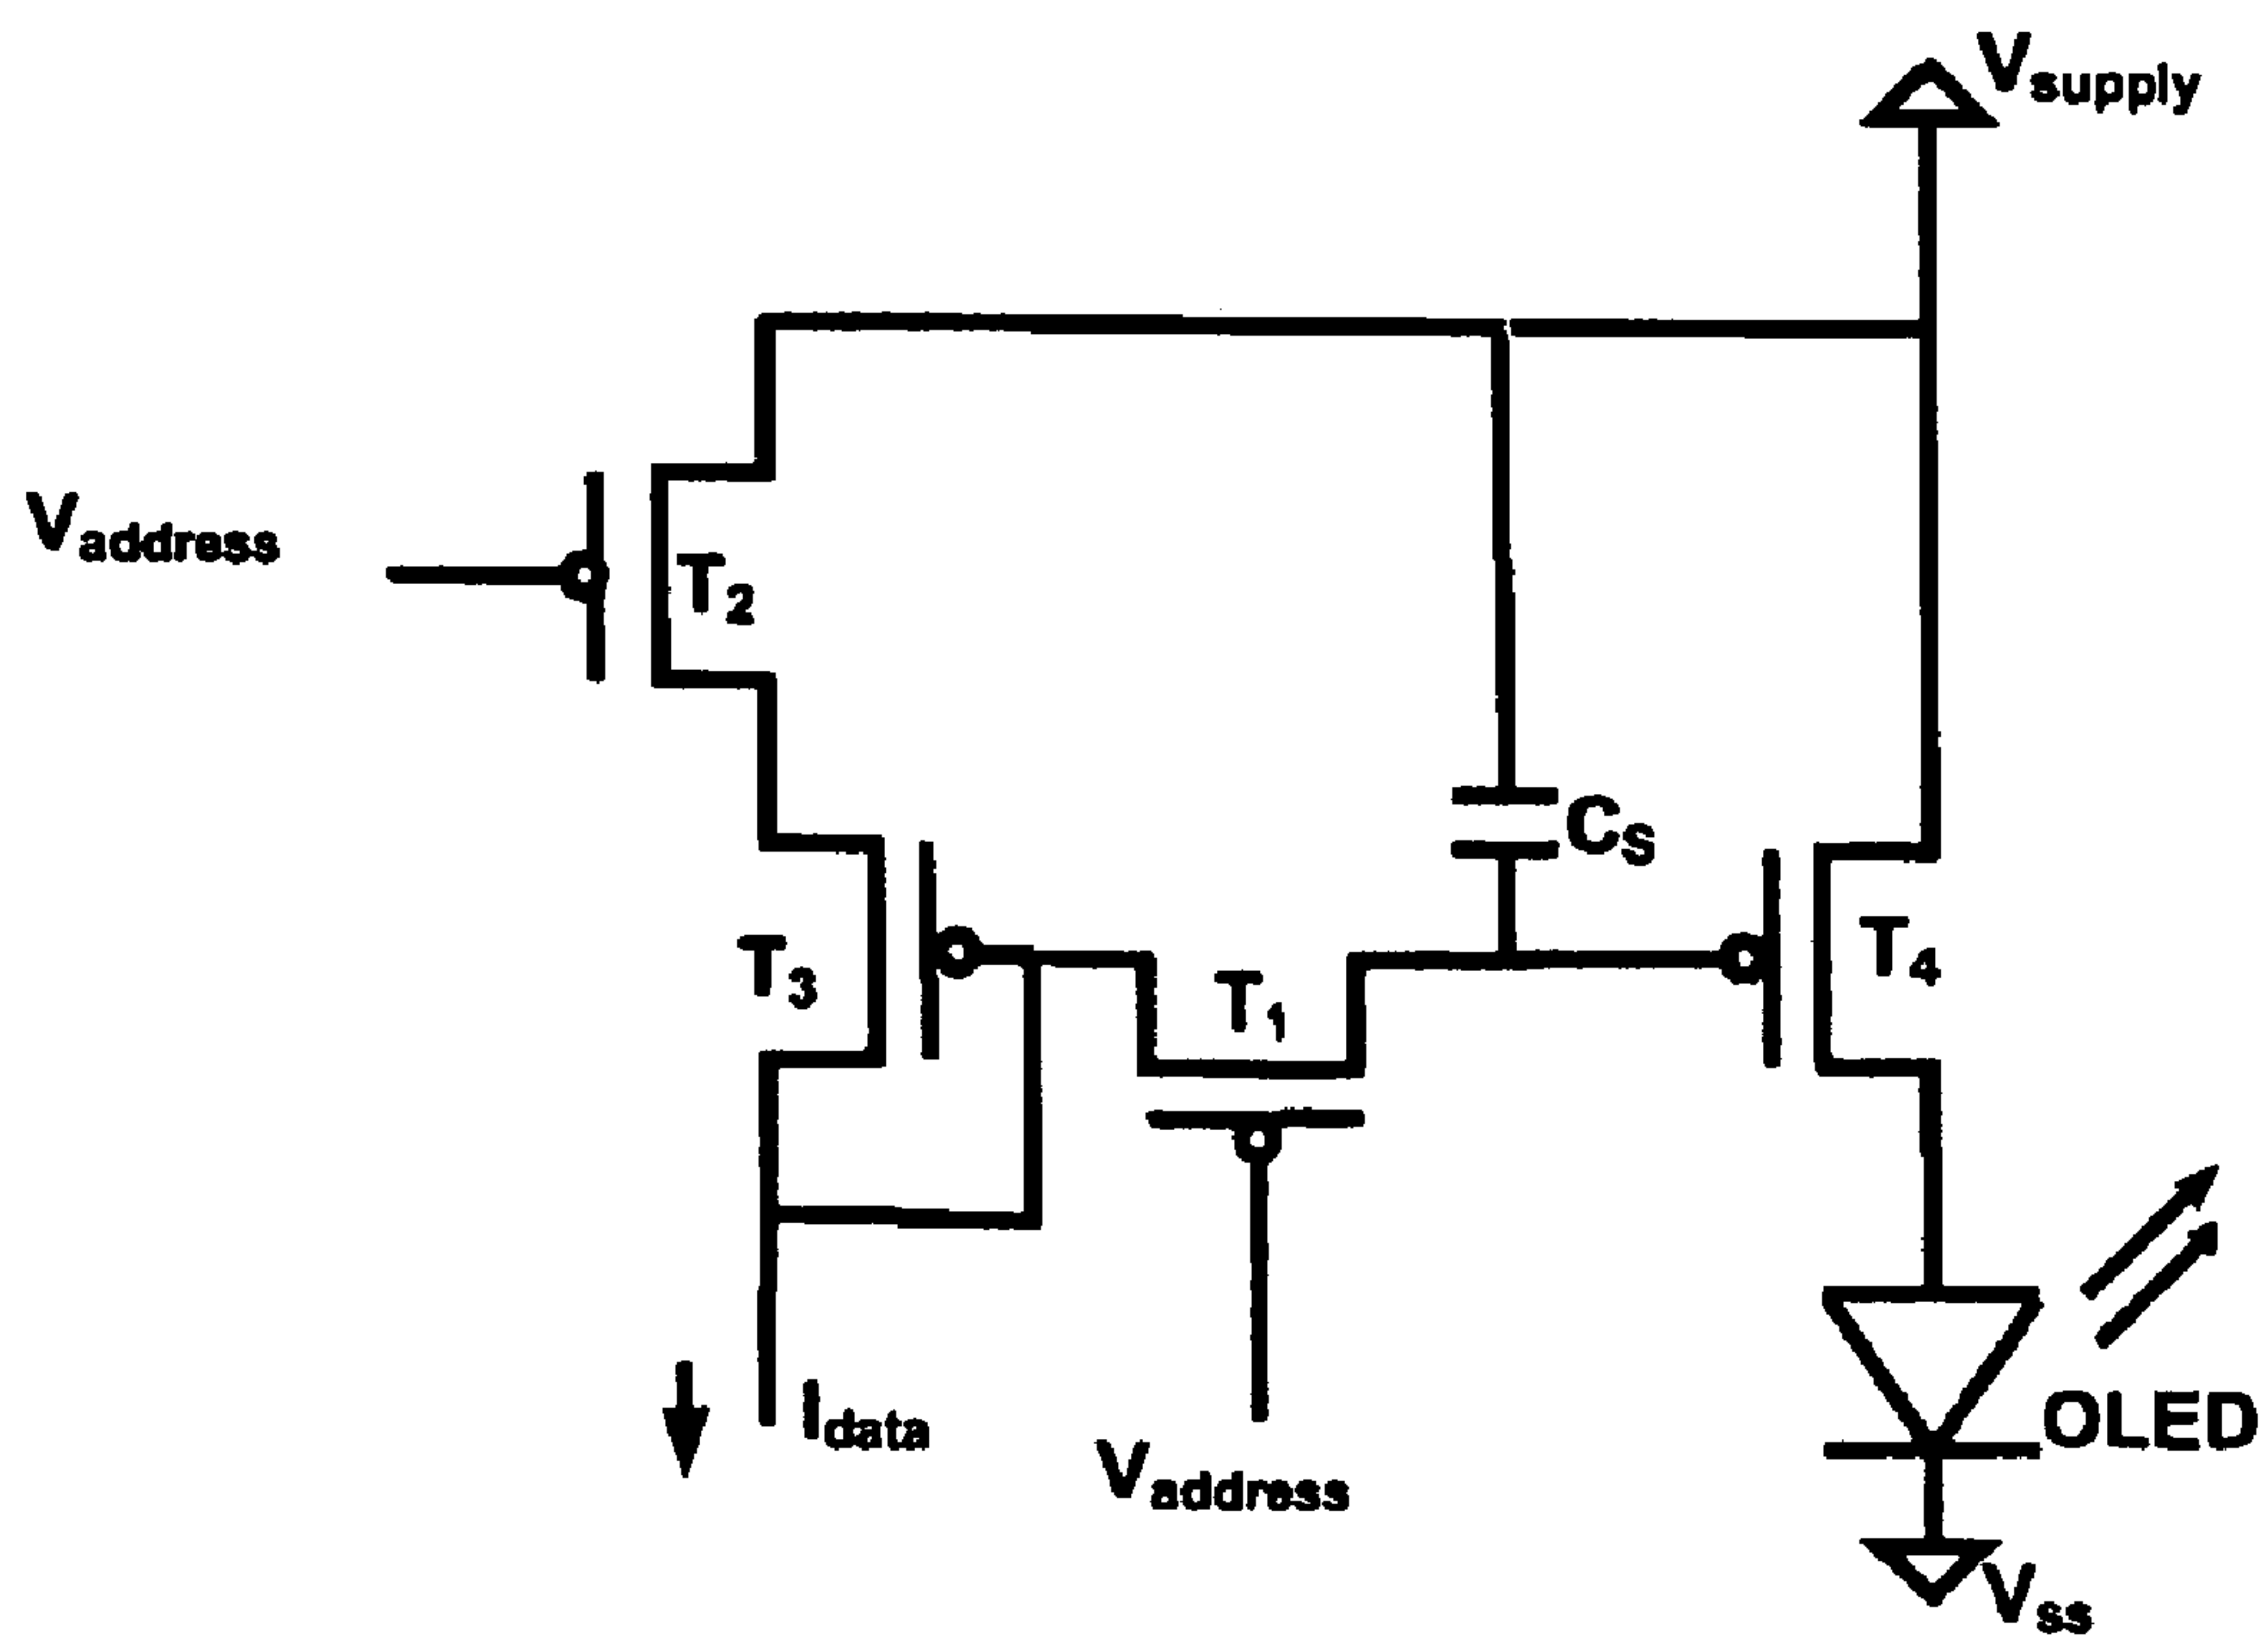 Vsupply
Vaddress
T2
CS
T3
T1
T4
Idata
OLED
Vaddress
Vss